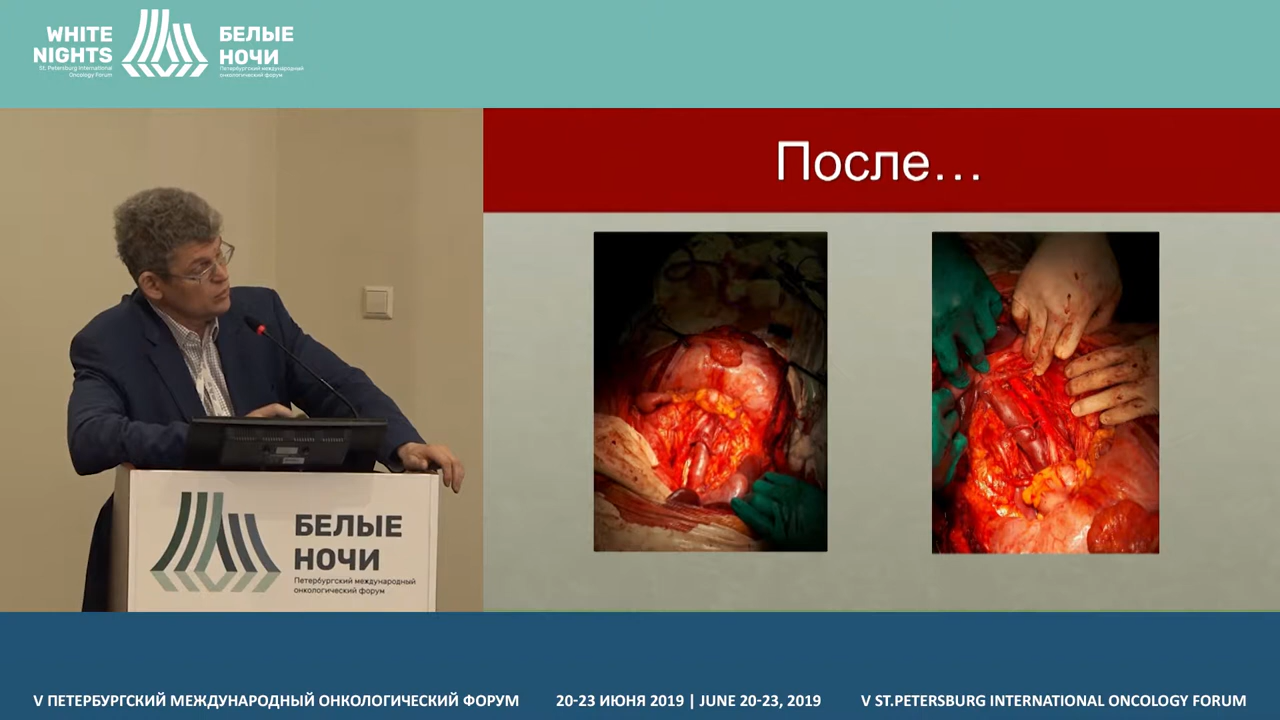 WHITE
NIGHTS
St. Petersburg International
Oncology Forum
БЕЛЫЕ
НОЧИ
Петербургский международный
онкологический форум
После...
БЕЛЫЕ
НОЧИ
Петербургский международный
онкологический форум
V ПЕТЕРБУРГСКИЙ МЕЖДУНАРОДНЫЙ ОНКОЛОГИЧЕСКИЙ ФОРУМ
20-23 ИЮНЯ 2019 | JUNE 20-23, 2019
V ST.PETERSBURG INTERNATIONAL ONCOLOGY FORUM